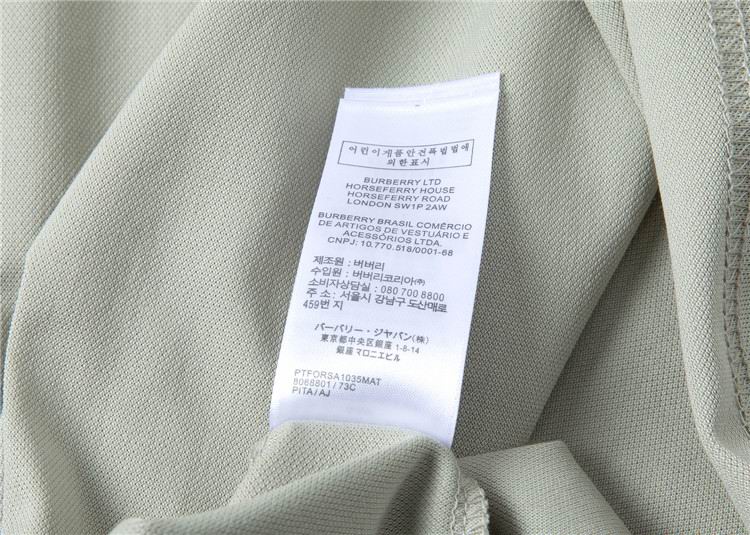 어린이제품안전특별법에
의한표시
BURBERRY LTD
HORSEFERRY HOUSE
HORSEFERRY ROAD
LONDON SW1P 2AW
BURBERRY BRASIL COMÉRCIO
DE ARTIGOS DE VESTUÁRIO E
ACESSÓRIOS LTDA.
CNPJ: 10.770.518/0001-68
제조원 : 버버리
수입원 : 버버리코리아(주)
소비자상담실 : 080 700 8800
주 소 : 서울시 강남구 도산매로
459번 지
バーバリー・ジャパン(株)
東京都中央区銀座 1-8-14
銀座マロニエビル
PTFORSA1035MAT
8068801 / 73C
PITA / AJ